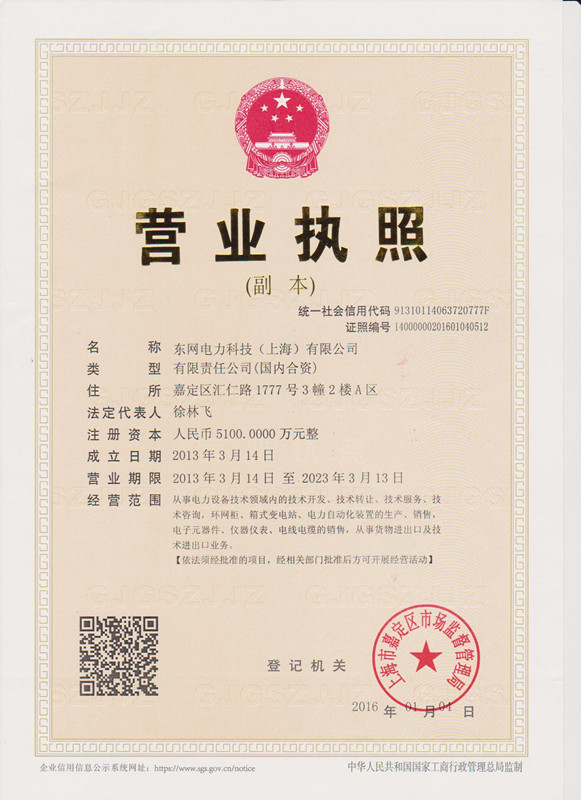 营业执照
(副 本)
统一社会信用代码 91310114063720777F
证照编号 14000000201601040512
名 称 东网电力科技（上海）有限公司
类 型 有限责任公司(国内合资)
住 所 嘉定区汇仁路1777号3幢2楼A区
法定代表人 徐林飞
注册资本 人民币5100.0000万元整
成立日期 2013年3月14日
营业期限 2013年3月14日 至 2023年3月13日
经营范围 从事电力设备技术领域内的技术开发、技术转让、技术服务、技
术咨询，环网柜、箱式变电站、电力自动化装置的生产、销售，
电子元器件、仪器仪表、电线电缆的销售，从事货物进出口及技
术进出口业务。
【依法须经批准的项目，经相关部门批准后方可开展经营活动】
登记机关
上海市嘉定区市场监督管理局
2016 年 01 月 04 日
企业信用信息公示系统网址：https://www.sgs.gov.cn/notice
中华人民共和国国家工商行政管理总局监制